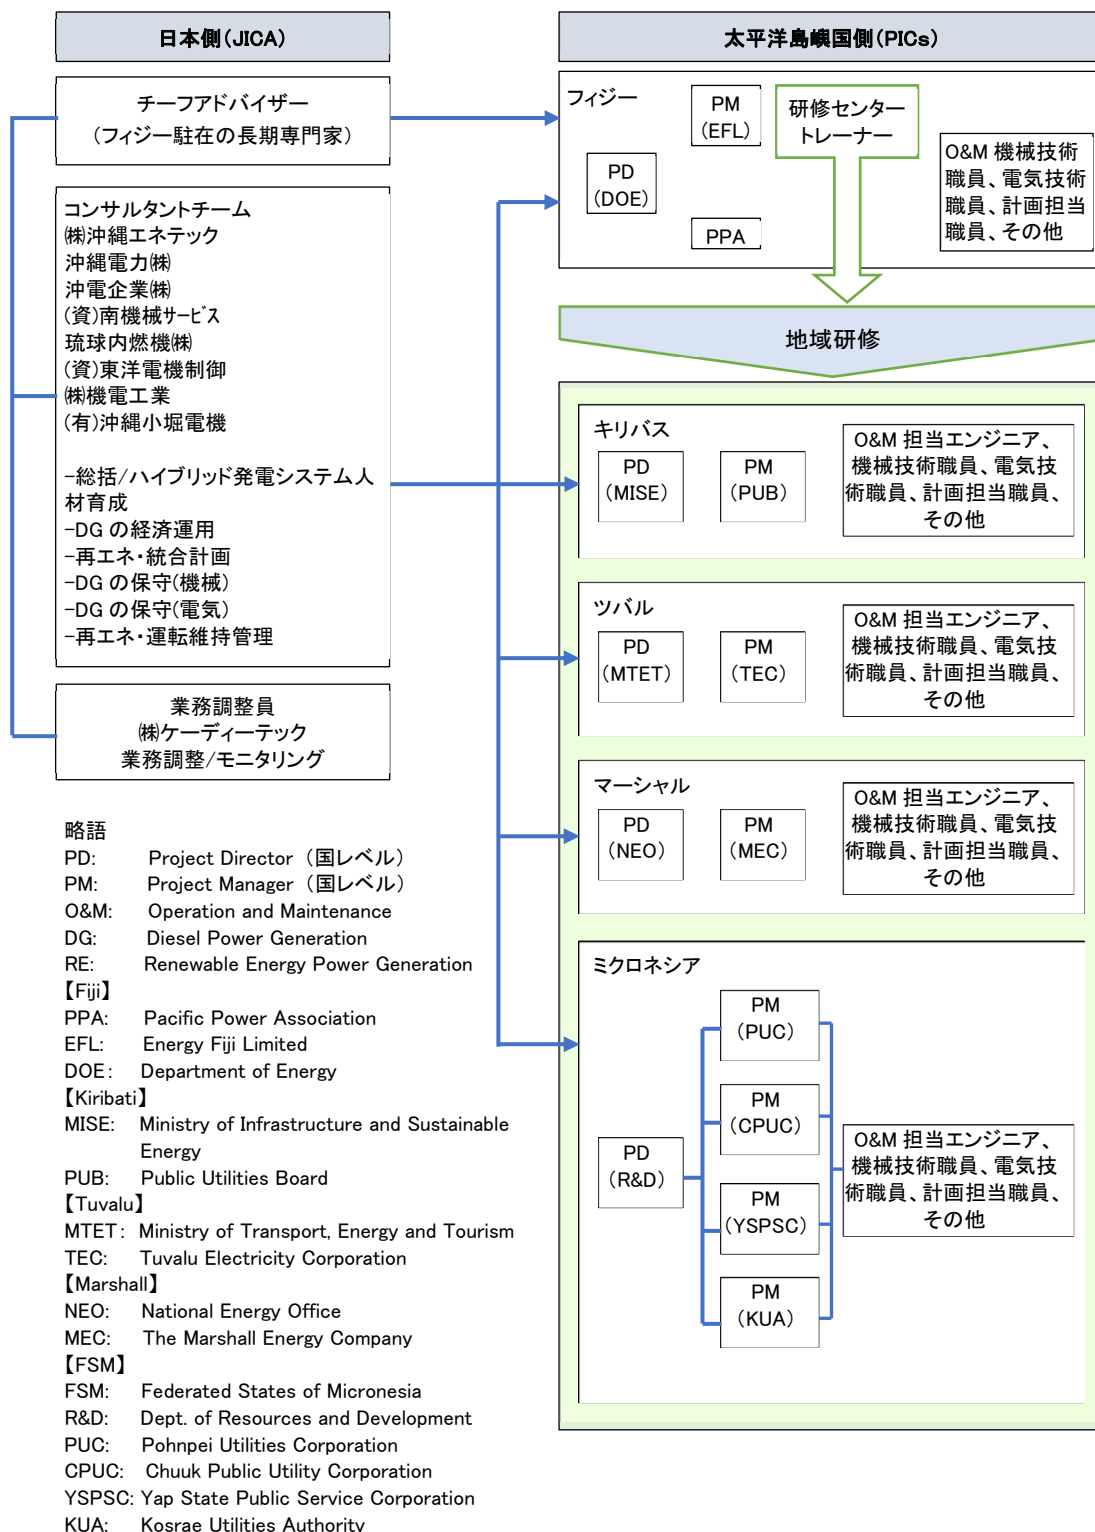 日本側(JICA)
チーフアドバイザー
(フィジー駐在の長期専門家)
コンサルタントチーム
㈱沖縄エネテック
沖縄電力㈱
沖電企業㈱
(資)南機械ｻｰﾋﾞｽ
琉球内燃機㈱
(資)東洋電機制御
㈱機電工業
(有)沖縄小堀電機
-総括/ハイブリッド発電システム人
材育成
-DG の経済運用
-再エネ・統合計画
-DG の保守(機械)
-DG の保守(電気)
-再エネ・運転維持管理
業務調整員
㈱ケーディーテック
業務調整/モニタリング
略語
PD: Project Director (国レベル)
PM: Project Manager (国レベル)
O&M: Operation and Maintenance
DG: Diesel Power Generation
RE: Renewable Energy Power Generation
【Fiji】
PPA: Pacific Power Association
EFL: Energy Fiji Limited
DOE: Department of Energy
【Kiribati】
MISE: Ministry of Infrastructure and Sustainable
Energy
PUB: Public Utilities Board
【Tuvalu】
MTET: Ministry of Transport, Energy and Tourism
TEC: Tuvalu Electricity Corporation
【Marshall】
NEO: National Energy Office
MEC: The Marshall Energy Company
【FSM】
FSM: Federated States of Micronesia
R&D: Dept. of Resources and Development
PUC: Pohnpei Utilities Corporation
CPUC: Chuuk Public Utility Corporation
YSPSC: Yap State Public Service Corporation
KUA: Kosrae Utilities Authority
太平洋島嶼国側(PICs)
フィジー
PM
(EFL)
研修センター
トレーナー
PD
(DOE)
PPA
O&M 機械技術
職員、電気技術
職員、計画担当
職員、その他
地域研修
キリバス
PD
(MISE)
PM
(PUB)
O&M 担当エンジニア、
機械技術職員、電気技
術職員、計画担当職員、
その他
ツバル
PD
(MTET)
PM
(TEC)
O&M 担当エンジニア、
機械技術職員、電気技
術職員、計画担当職員、
その他
マーシャル
PD
(NEO)
PM
(MEC)
O&M 担当エンジニア、
機械技術職員、電気技
術職員、計画担当職員、
その他
ミクロネシア
PD
(R&D)
PM
(PUC)
PM
(CPUC)
PM
(YSPSC)
PM
(KUA)
O&M 担当エンジニア、
機械技術職員、電気技
術職員、計画担当職員、
その他